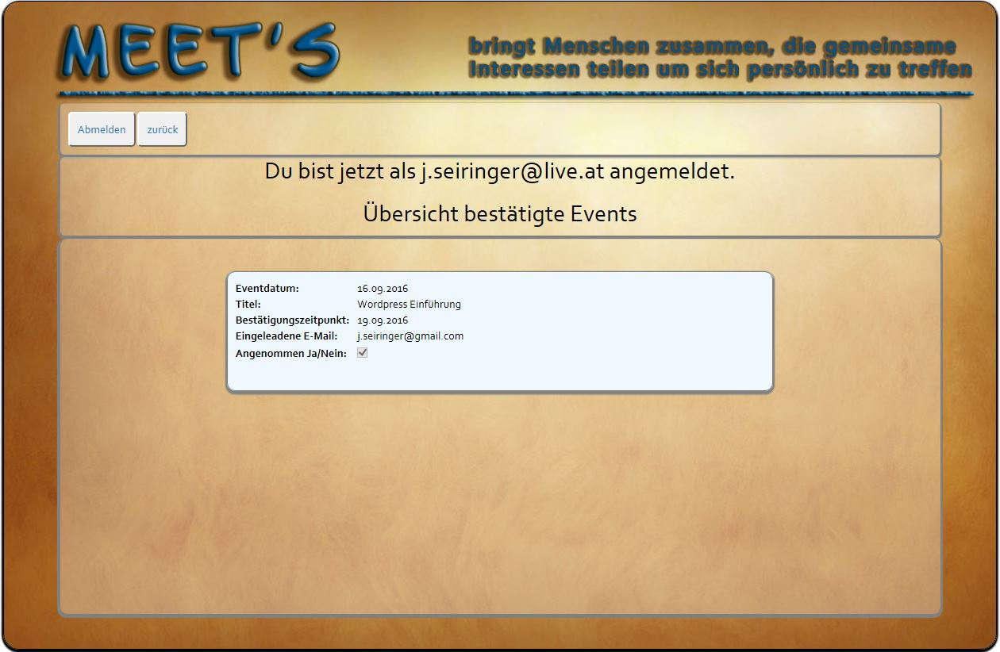 MEET'S
bringt Menschen zusammen, die gemeinsame
Interessen teilen um sich persönlich zu treffen
Abmelden zurück
Du bist jetzt als j.seiringer@live.at angemeldet.
Übersicht bestätigte Events
Eventdatum: 16.09.2016
Titel: Wordpress Einführung
Bestätigungszeitpunkt: 19.09.2016
Eingeleadene E-Mail: j.seiringer@gmail.com
Angenommen Ja/Nein: